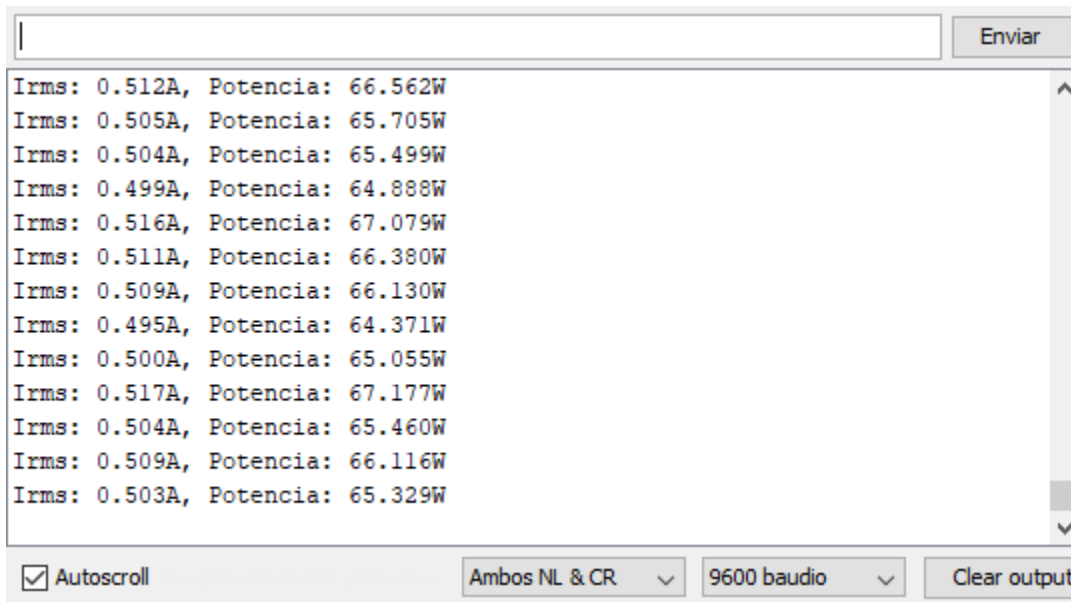 Enviar
Irms: 0.512A, Potencia: 66.562W
Irms: 0.505A, Potencia: 65.705W
Irms: 0.504A, Potencia: 65.499W
Irms: 0.499A, Potencia: 64.888W
Irms: 0.516A, Potencia: 67.079W
Irms: 0.511A, Potencia: 66.380W
Irms: 0.509A, Potencia: 66.130W
Irms: 0.495A, Potencia: 64.371W
Irms: 0.500A, Potencia: 65.055W
Irms: 0.517A, Potencia: 67.177W
Irms: 0.504A, Potencia: 65.460W
Irms: 0.509A, Potencia: 66.116W
Irms: 0.503A, Potencia: 65.329W
Autoscroll Ambos NL & CR 9600 baudio Clear output